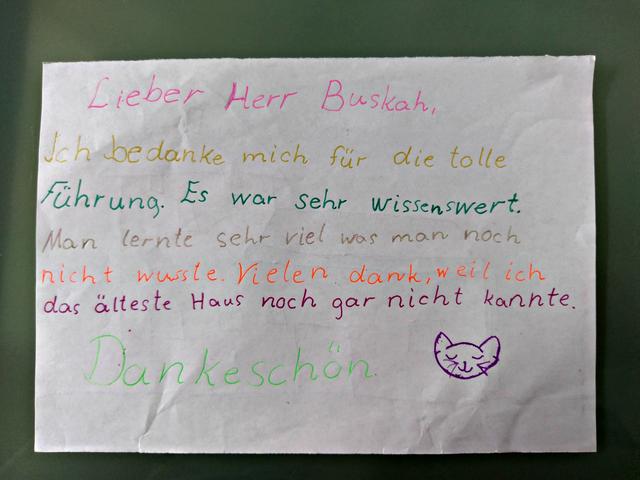 Lieber Herr Buskah,
Ich bedanke mich für die tolle
Führung. Es war sehr wissenswert.
Man lernte sehr viel was man noch
nicht wusste. Vielen dank, weil ich
das älteste Haus noch gar nicht kannte.
Dankeschön